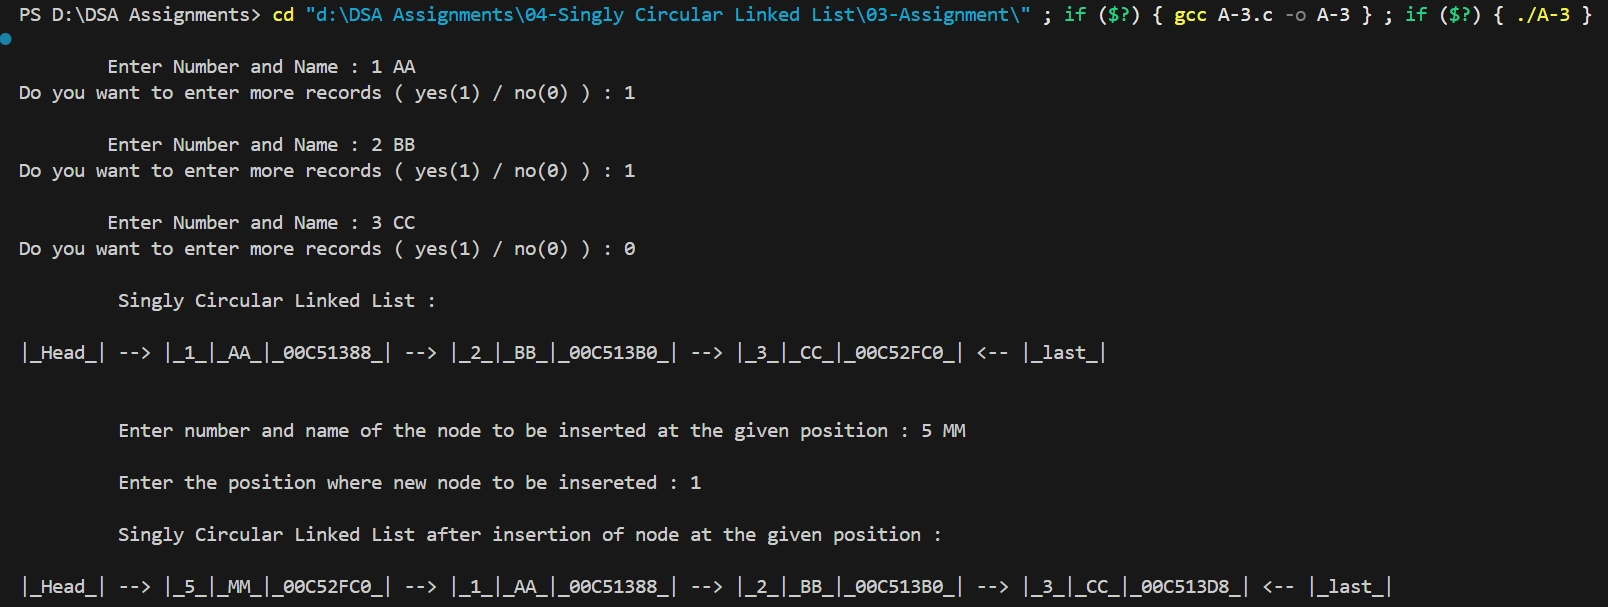 PS D:\DSA Assignments> cd "d:\DSA Assignments\04-Singly Circular Linked List\03-Assignment\" ; if ($?) { gcc A-3.c -o A-3 } ; if ($?) { ./A-3 }
Enter Number and Name : 1 AA
Do you want to enter more records ( yes(1) / no(0) ) : 1
Enter Number and Name : 2 BB
Do you want to enter more records ( yes(1) / no(0) ) : 1
Enter Number and Name : 3 CC
Do you want to enter more records ( yes(1) / no(0) ) : 0
Singly Circular Linked List :
|_Head_| --> |_1_|_AA_|_00C51388_| --> |_2_|_BB_|_00C513B0_| --> |_3_|_CC_|_00C52FC0_| <-- |_last_|
Enter number and name of the node to be inserted at the given position : 5 MM
Enter the position where new node to be insereted : 1
Singly Circular Linked List after insertion of node at the given position :
|_Head_| --> |_5_|_MM_|_00C52FC0_| --> |_1_|_AA_|_00C51388_| --> |_2_|_BB_|_00C513B0_| --> |_3_|_CC_|_00C513D8_| <-- |_last_|